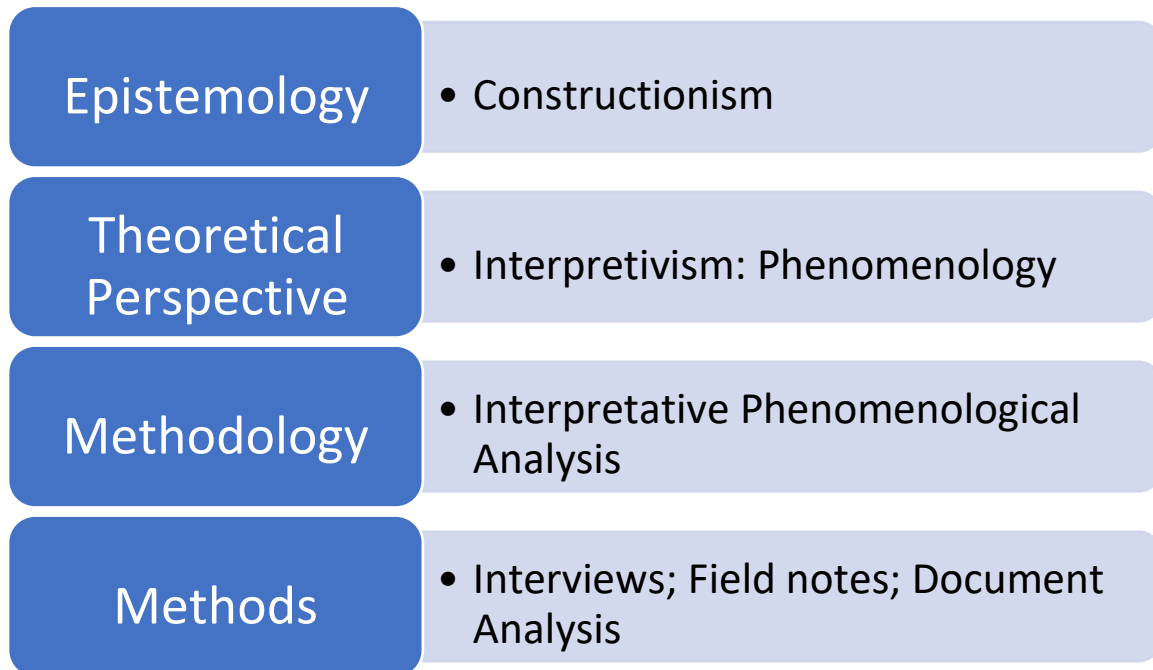 Epistemology
• Constructionism
Theoretical
Perspective
• Interpretivism: Phenomenology
Methodology
• Interpretative Phenomenological
Analysis
Methods
• Interviews; Field notes; Document
Analysis